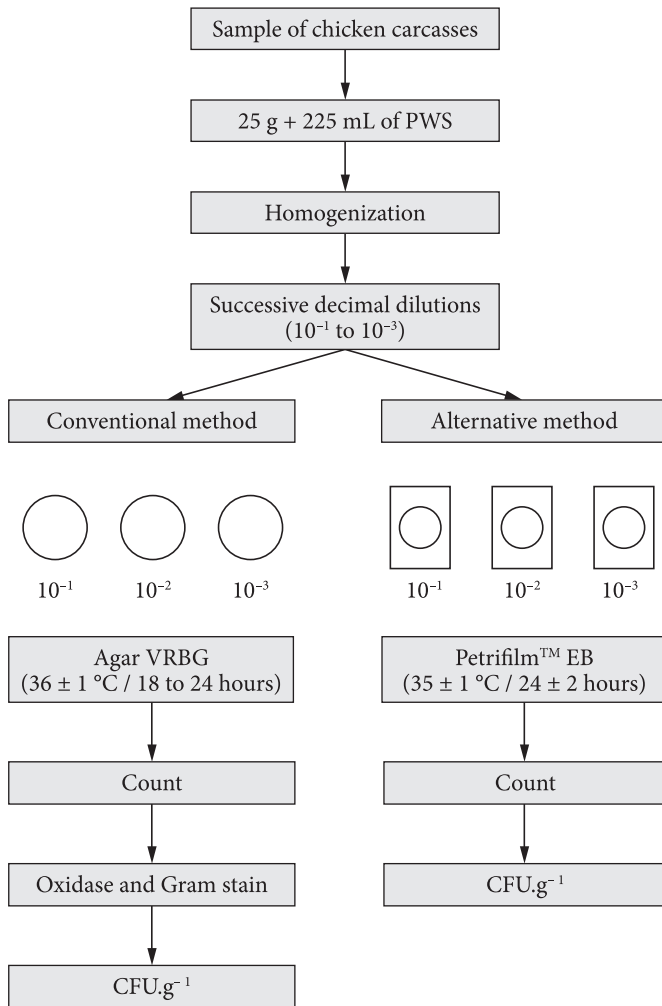 Sample of chicken carcasses
25 g + 225 mL of PWS
Homogenization
Successive decimal dilutions
(10⁻¹ to 10⁻³)
Conventional method
Alternative method
10⁻¹
10⁻²
10⁻³
10⁻¹
10⁻²
10⁻³
Agar VRBG
(36 ± 1 °C / 18 to 24 hours)
Petrifilm™ EB
(35 ± 1 °C / 24 ± 2 hours)
Count
Count
Oxidase and Gram stain
CFU.g⁻¹
CFU.g⁻¹